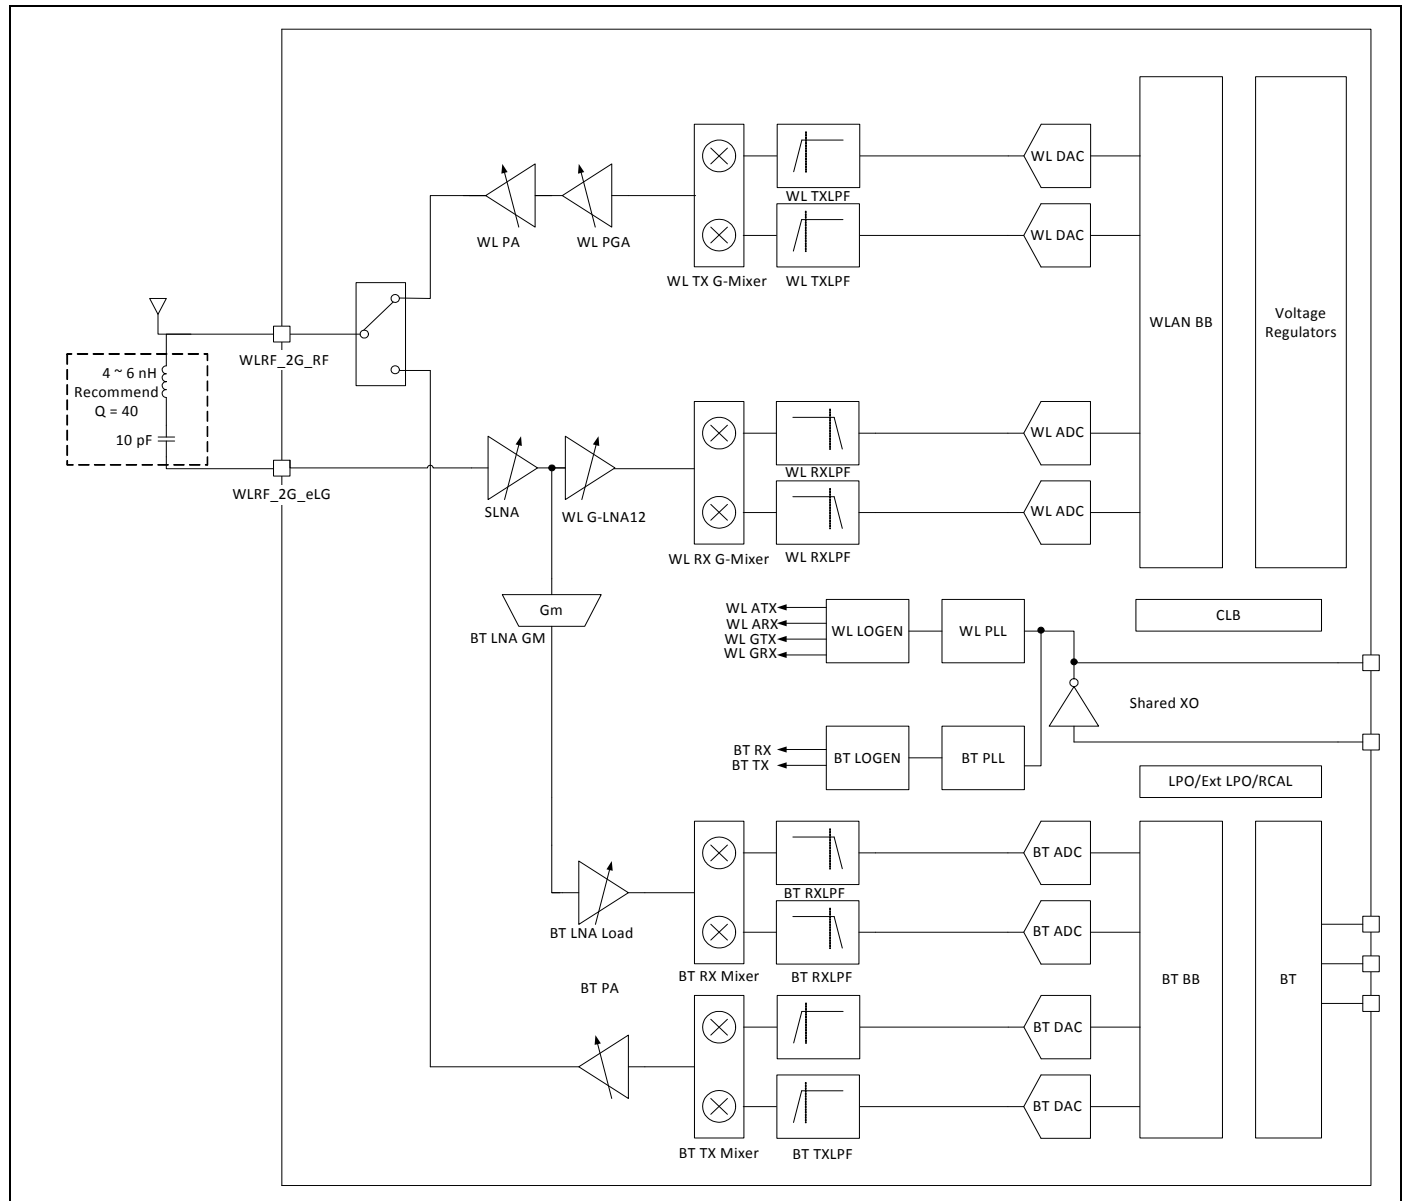 WL DAC
WL TXLPF
WL DAC
WL PA
WL PGA
WL TX G-Mixer
WL TXLPF
WLAN BB
Voltage
Regulators
WLRF_2G_RF
4 ~ 6 nH
Recommend
Q = 40
10 pF
WLRF_2G_eLG
SLNA
WL G-LNA12
WL ADC
WL RXLPF
WL ADC
WL RX G-Mixer
WL RXLPF
Gm
BT LNA GM
WL ATX
WL ARX
WL GTX
WL GRX
WL LOGEN
WL PLL
CLB
Shared XO
BT RX
BT TX
BT LOGEN
BT PLL
LPO/Ext LPO/RCAL
BT ADC
BT RXLPF
BT LNA Load
BT ADC
BT RX Mixer
BT RXLPF
BT BB
BT
BT PA
BT DAC
BT DAC
BT TX Mixer
BT TXLPF